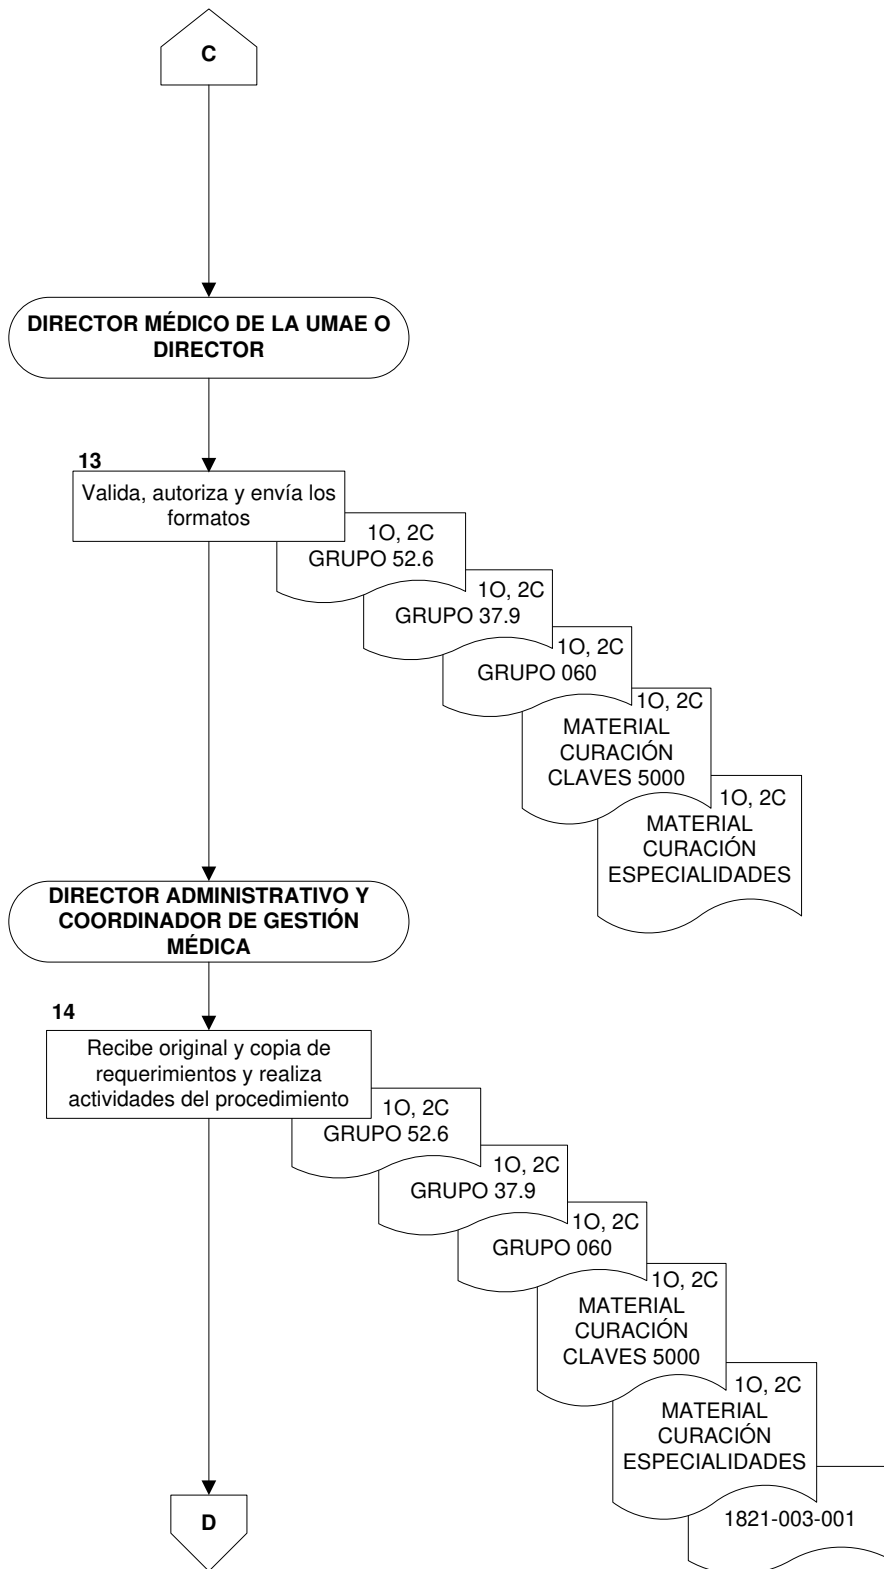 C
DIRECTOR MÉDICO DE LA UMAE O
DIRECTOR
13
Valida, autoriza y envía los
formatos
1O, 2C
GRUPO 52.6
1O, 2C
GRUPO 37.9
1O, 2C
GRUPO 060
1O, 2C
MATERIAL
CURACIÓN
CLAVES 5000
1O, 2C
MATERIAL
CURACIÓN
ESPECIALIDADES
DIRECTOR ADMINISTRATIVO Y
COORDINADOR DE GESTIÓN
MÉDICA
14
Recibe original y copia de
requerimientos y realiza
actividades del procedimiento
1O, 2C
GRUPO 52.6
1O, 2C
GRUPO 37.9
1O, 2C
GRUPO 060
1O, 2C
MATERIAL
CURACIÓN
CLAVES 5000
1O, 2C
MATERIAL
CURACIÓN
ESPECIALIDADES
1821-003-001
D